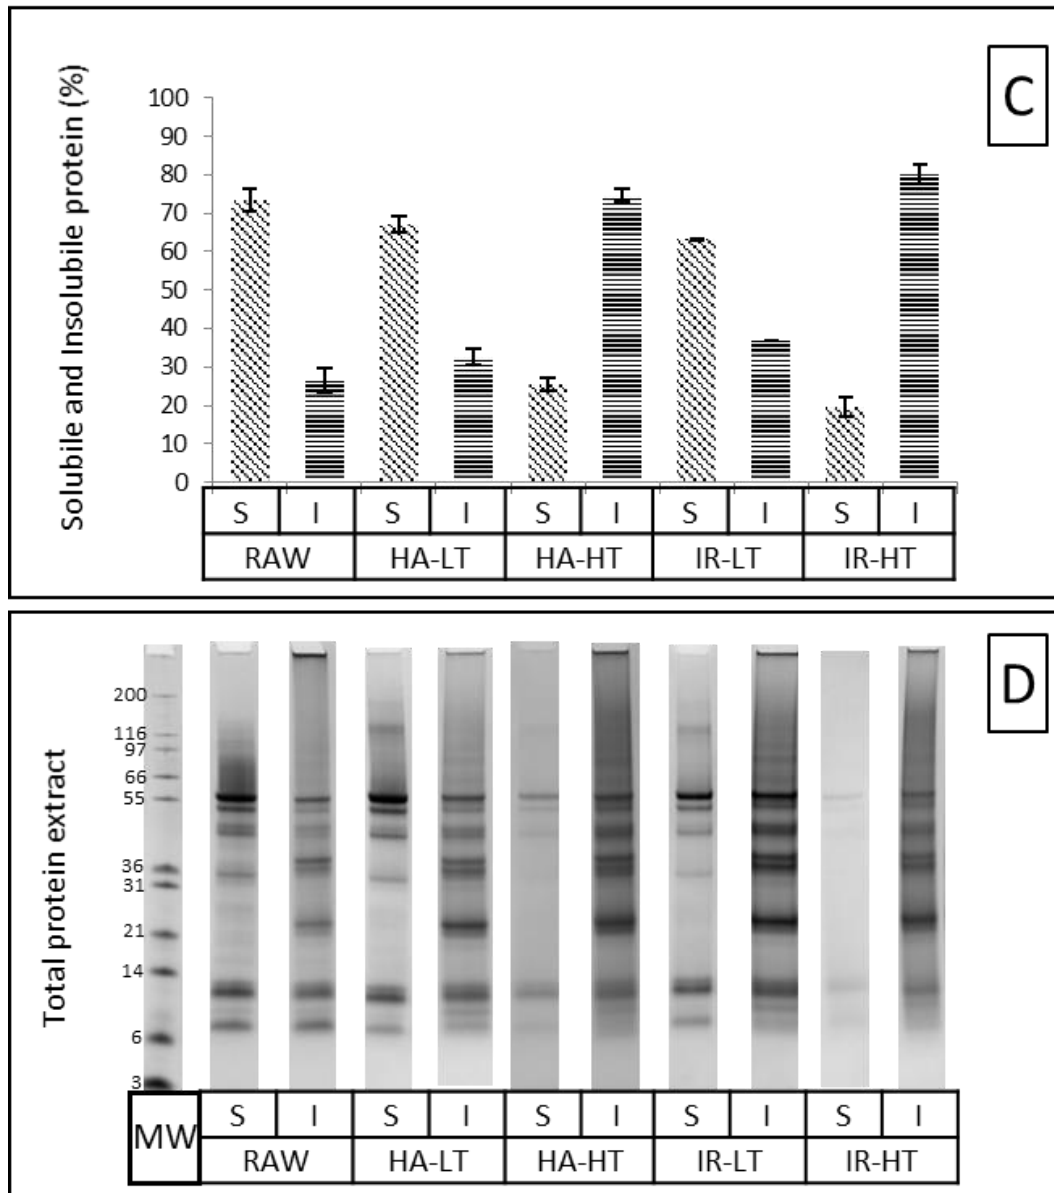 C
Solubile and Insolubile protein (%)
100
90
80
70
60
50
40
30
20
10
0
S I S I S I S I S I
RAW HA-LT HA-HT IR-LT IR-HT
D
Total protein extract
200
116
97
66
55
36
31
21
14
6
3
MW
S I S I S I S I S I
RAW HA-LT HA-HT IR-LT IR-HT